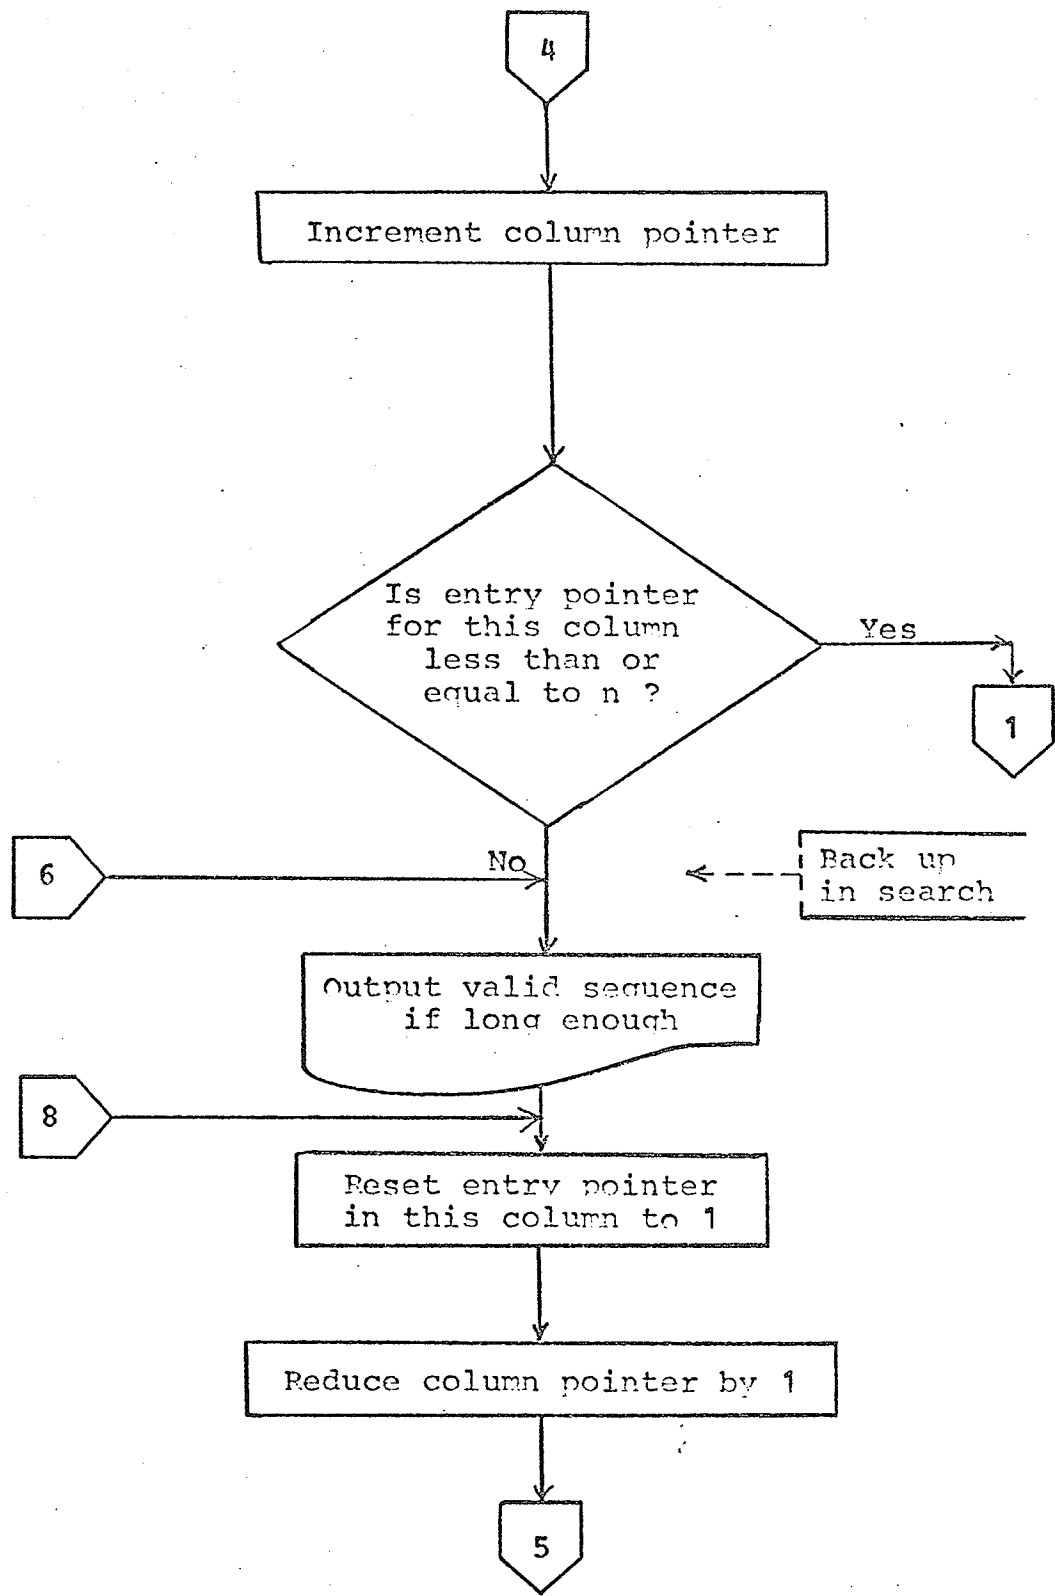 4
Increment column pointer
Is entry pointer
for this column
less than or
equal to n ?
Yes
1
No
6
Back up
in search
Output valid sequence
if long enough
8
Reset entry pointer
in this column to 1
Reduce column pointer by 1
5